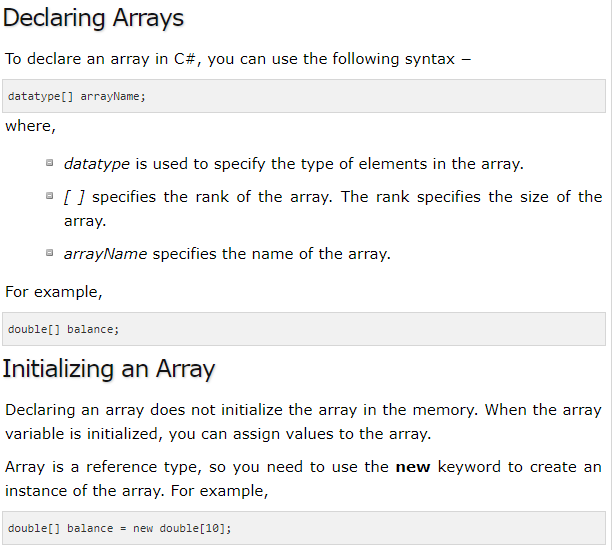 Declaring Arrays
To declare an array in C#, you can use the following syntax −
datatype[] arrayName;
where,
datatype is used to specify the type of elements in the array.
[ ] specifies the rank of the array. The rank specifies the size of the
array.
arrayName specifies the name of the array.
For example,
double[] balance;
Initializing an Array
Declaring an array does not initialize the array in the memory. When the array
variable is initialized, you can assign values to the array.
Array is a reference type, so you need to use the new keyword to create an
instance of the array. For example,
double[] balance = new double[10];